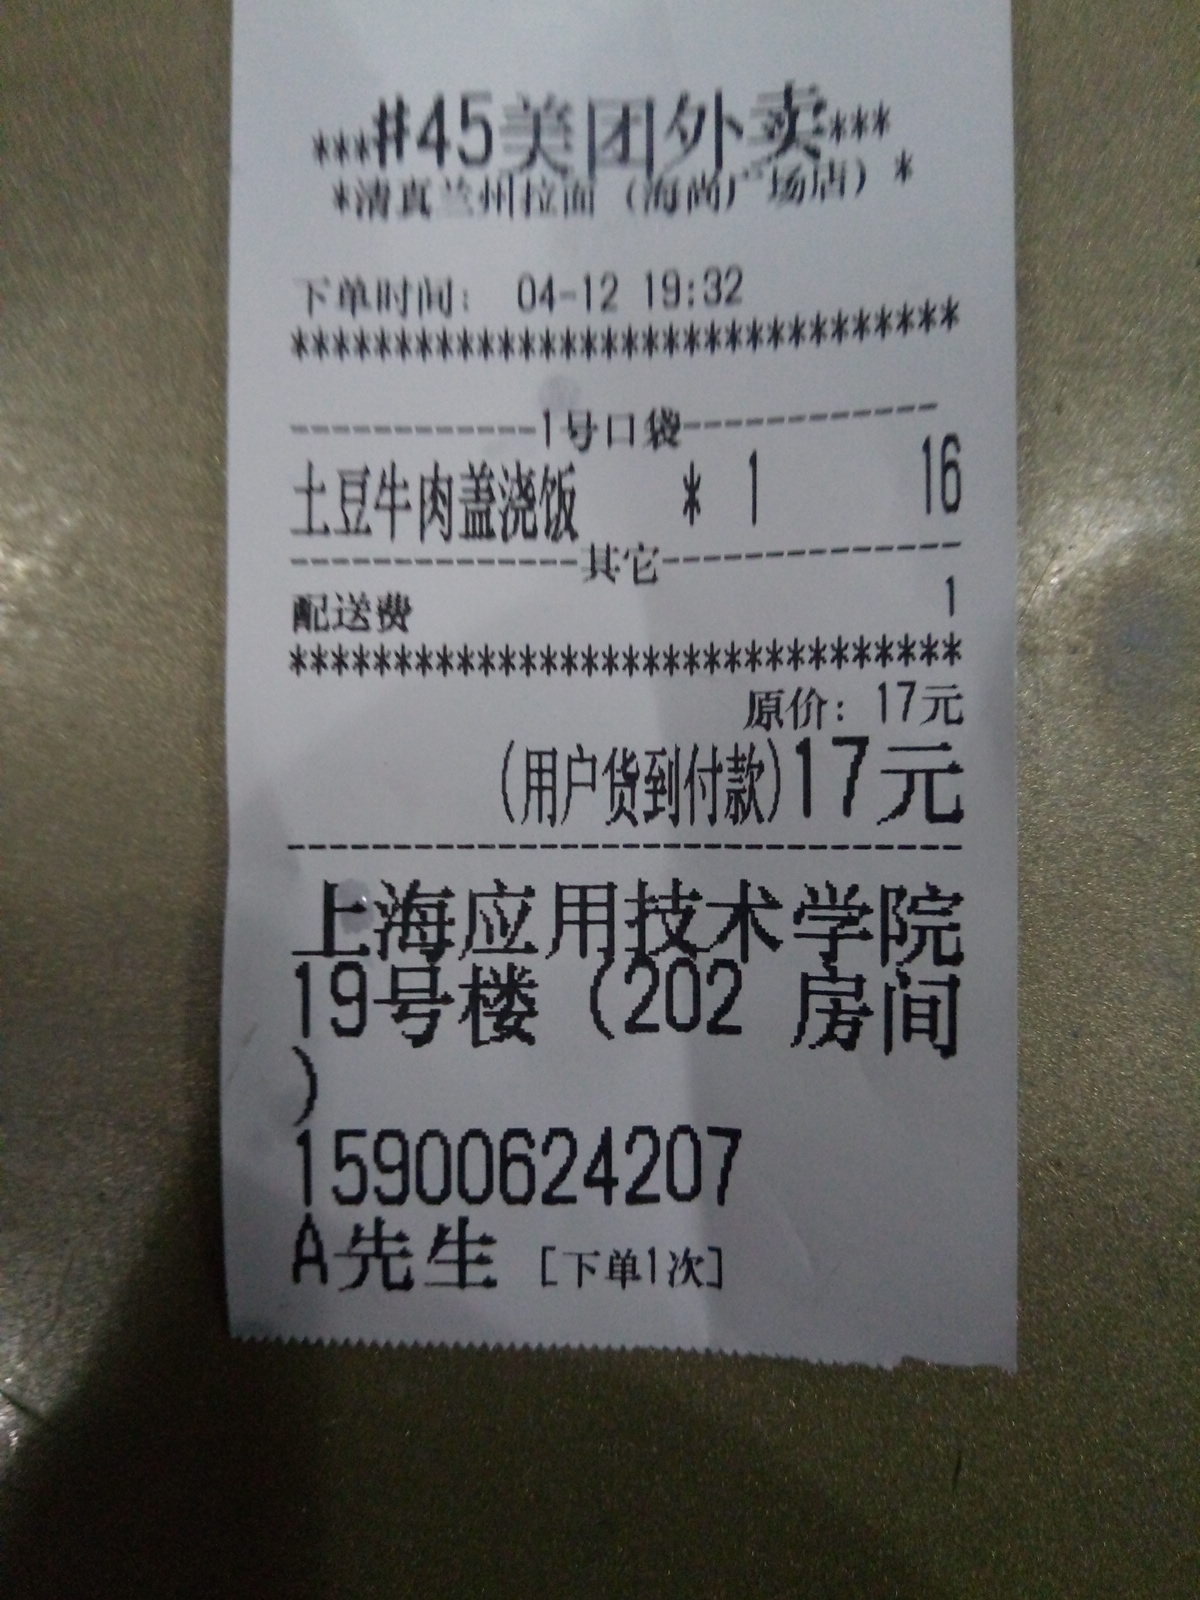 ***#45美团外卖***
*清真兰州拉面（海尚广场店）*
下单时间： 04-12 19:32
********************************
------------1号口袋------------
土豆牛肉盖浇饭 * 1 16
--------------其它--------------
配送费 1
********************************
原价：17元
(用户货到付款)17元
--------------------------------
上海应用技术学院
19号楼（202 房间
）
15900624207
A先生 [下单1次]